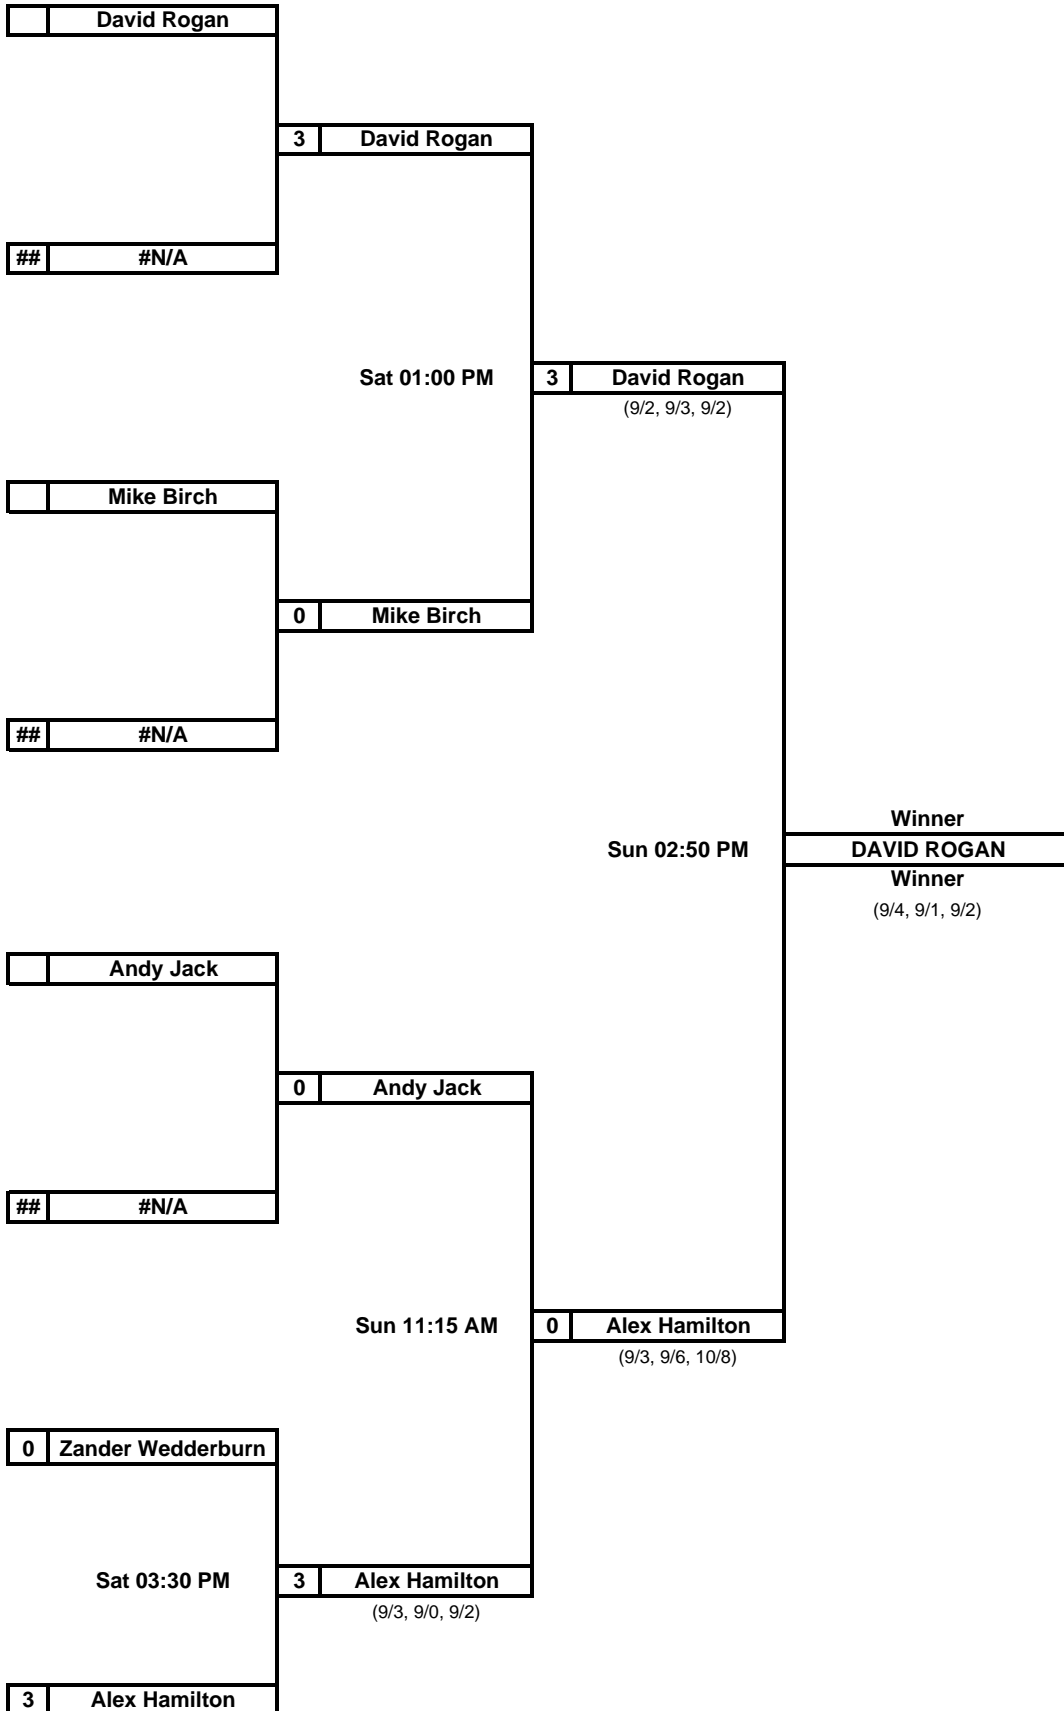 David Rogan
3 David Rogan
## #N/A
Sat 01:00 PM
3 David Rogan
(9/2, 9/3, 9/2)
Mike Birch
0 Mike Birch
## #N/A
Winner
Sun 02:50 PM
DAVID ROGAN
Winner
(9/4, 9/1, 9/2)
Andy Jack
0 Andy Jack
## #N/A
Sun 11:15 AM
0 Alex Hamilton
(9/3, 9/6, 10/8)
0 Zander Wedderburn
Sat 03:30 PM
3 Alex Hamilton
(9/3, 9/0, 9/2)
3 Alex Hamilton